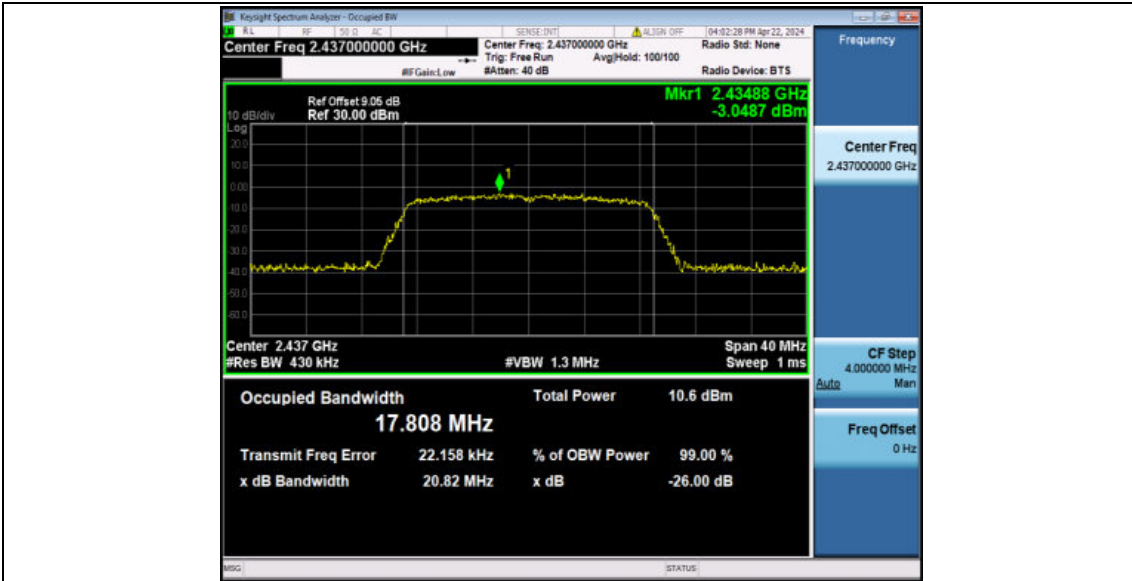 Keysight Spectrum Analyzer - Occupied BW
RL RF 50 Ω AC SENSE:INT ALIGN OFF 04:02:28 PM Apr 22, 2024
Center Freq 2.437000000 GHz
Center Freq: 2.437000000 GHz Radio Std: None
Trig: Free Run Avg|Hold: 100/100
#IFGain:Low #Atten: 40 dB Radio Device: BTS
Frequency
Mkr1 2.43488 GHz
-3.0487 dBm
Ref Offset 9.05 dB
10 dB/div Ref 30.00 dBm
Log
20.0
10.0
0.00
-10.0
-20.0
-30.0
-40.0
-50.0
-60.0
1
Center 2.437 GHz Span 40 MHz
#Res BW 430 kHz #VBW 1.3 MHz Sweep 1 ms
Occupied Bandwidth Total Power 10.6 dBm
17.808 MHz
Transmit Freq Error 22.158 kHz % of OBW Power 99.00 %
x dB Bandwidth 20.82 MHz x dB -26.00 dB
Center Freq
2.437000000 GHz
CF Step
4.000000 MHz
Auto Man
Freq Offset
0 Hz
MSG STATUS